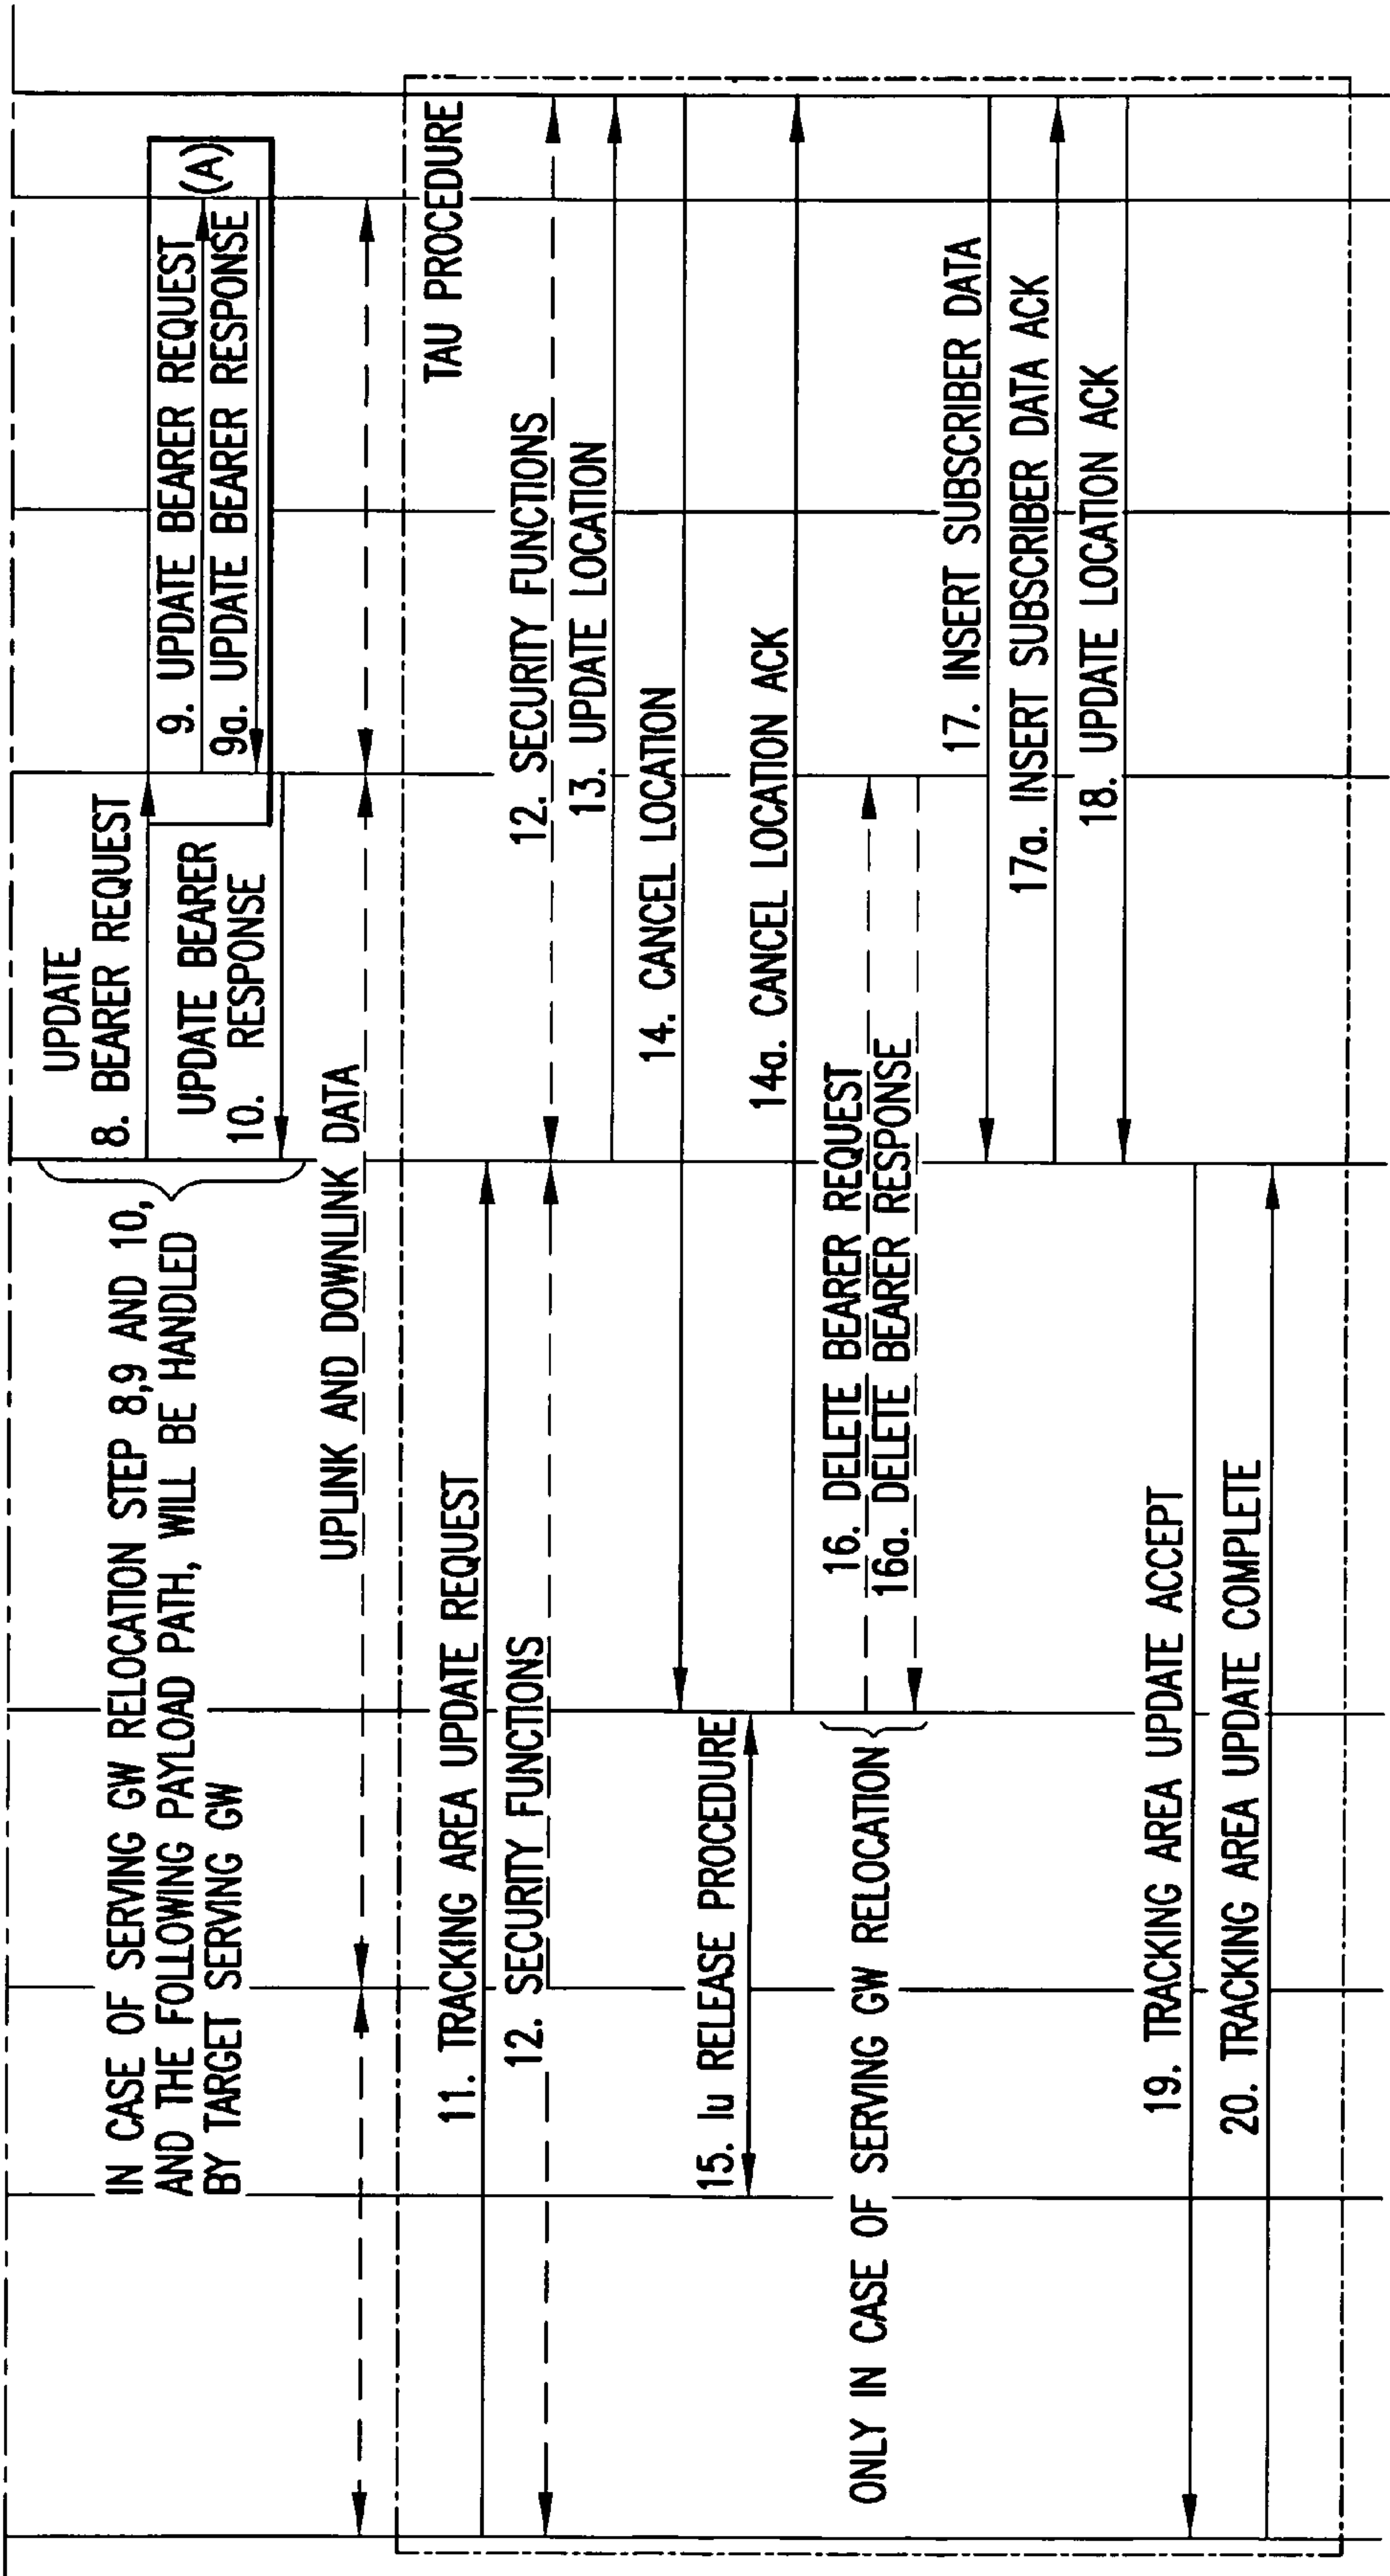 UPDATE
8. BEARER REQUEST
9. UPDATE BEARER REQUEST
(A)
9a. UPDATE BEARER RESPONSE
UPDATE BEARER
10. RESPONSE
IN CASE OF SERVING GW RELOCATION STEP 8,9 AND 10,
AND THE FOLLOWING PAYLOAD PATH, WILL BE HANDLED
BY TARGET SERVING GW
UPLINK AND DOWNLINK DATA
TAU PROCEDURE
11. TRACKING AREA UPDATE REQUEST
12. SECURITY FUNCTIONS
12. SECURITY FUNCTIONS
13. UPDATE LOCATION
14. CANCEL LOCATION
15. Iu RELEASE PROCEDURE
14a. CANCEL LOCATION ACK
16. DELETE BEARER REQUEST
16a. DELETE BEARER RESPONSE
ONLY IN CASE OF SERVING GW RELOCATION
17. INSERT SUBSCRIBER DATA
17a. INSERT SUBSCRIBER DATA ACK
18. UPDATE LOCATION ACK
19. TRACKING AREA UPDATE ACCEPT
20. TRACKING AREA UPDATE COMPLETE